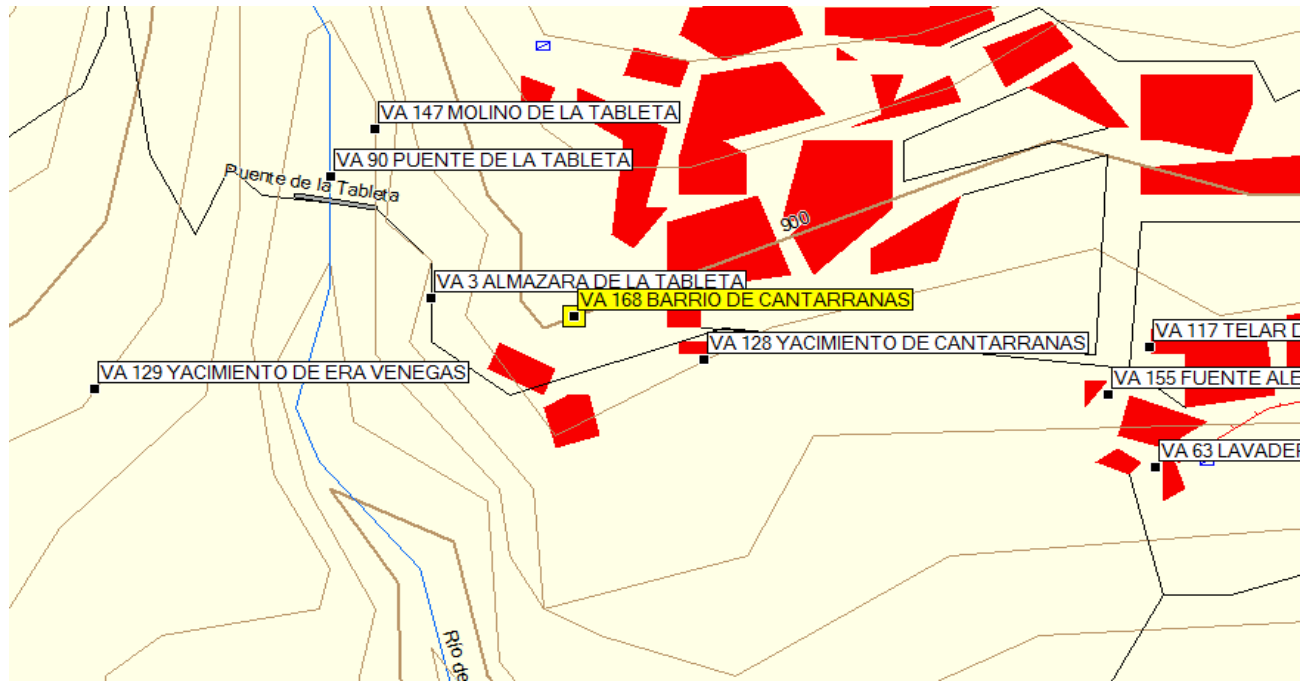 VA 147 MOLINO DE LA TABLETA
VA 90 PUENTE DE LA TABLETA
Puente de la Tableta
900
VA 3 ALMAZARA DE LA TABLETA
VA 168 BARRIO DE CANTARRANAS
VA 117 TELAR D
VA 128 YACIMIENTO DE CANTARRANAS
VA 129 YACIMIENTO DE ERA VENEGAS
VA 155 FUENTE ALE
VA 63 LAVADER
Río de